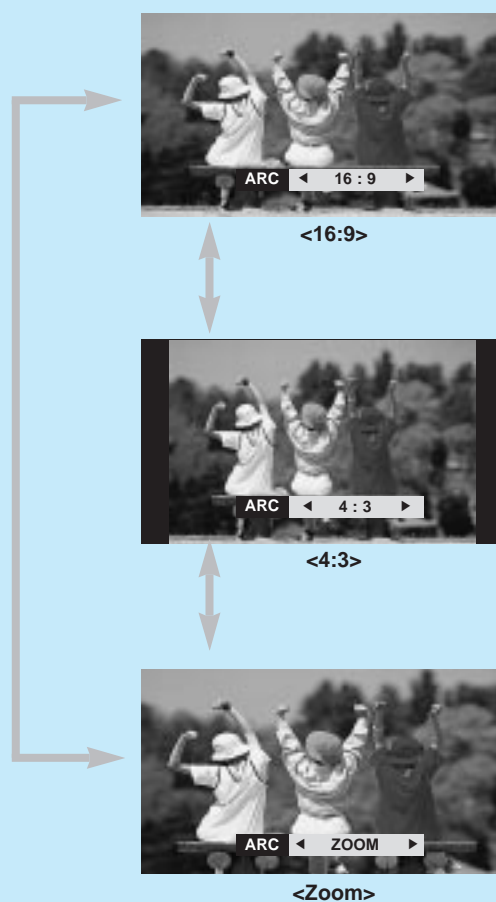 ARC ◀ 16 : 9 ▶
<16:9>
ARC ◀ 4 : 3 ▶
<4:3>
ARC ◀ ZOOM ▶
<Zoom>